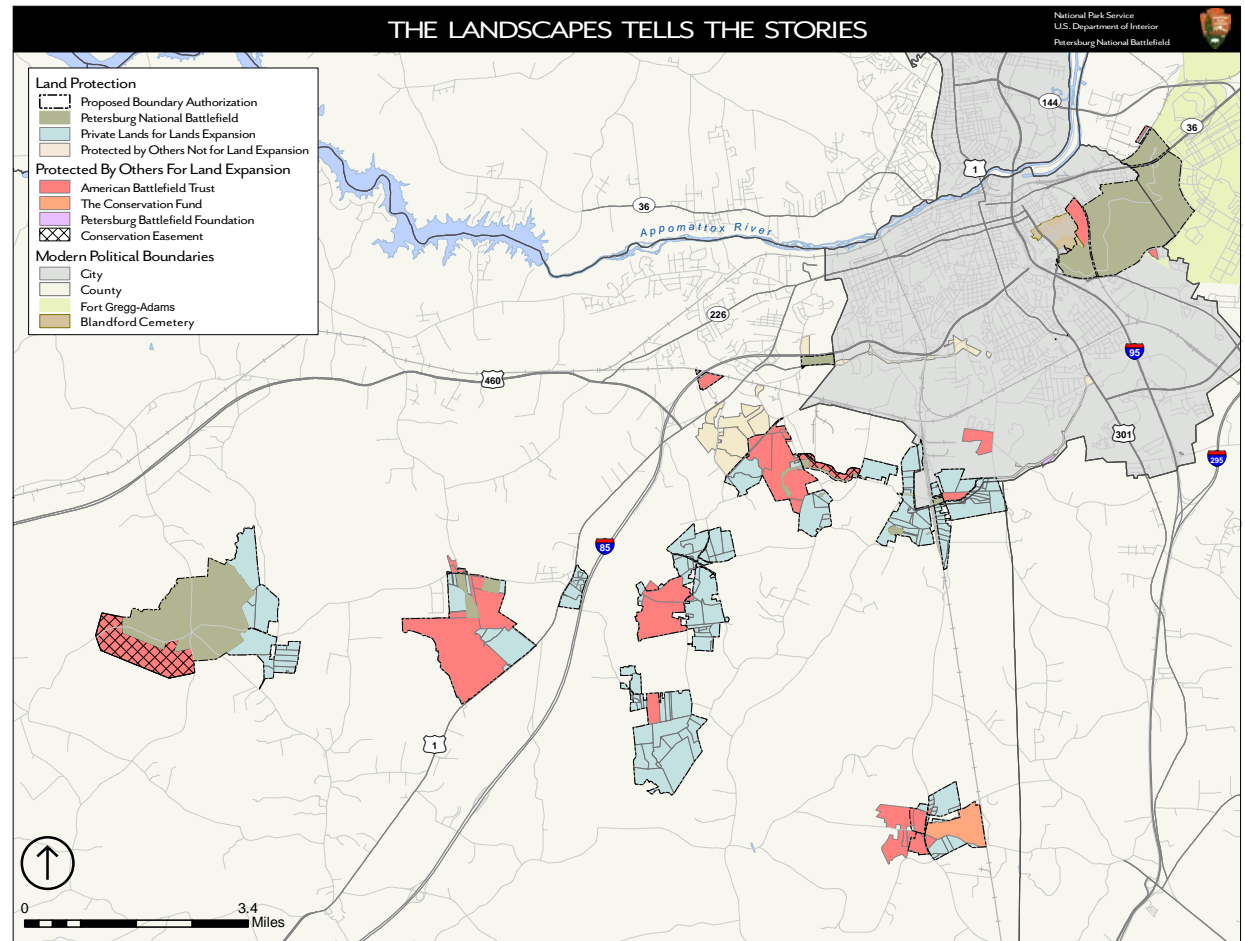 THE LANDSCAPES TELLS THE STORIES
National Park Service
U.S. Department of Interior
Petersburg National Battlefield
Land Protection
Proposed Boundary Authorization
Petersburg National Battlefield
Private Lands for Lands Expansion
Protected by Others Not for Land Expansion
Protected By Others For Land Expansion
American Battlefield Trust
The Conservation Fund
Petersburg Battlefield Foundation
Conservation Easement
Modern Political Boundaries
City
County
Fort Gregg-Adams
Blandford Cemetery
144
36
1
36
Appomattox River
226
95
460
301
295
85
1
0
3.4
Miles